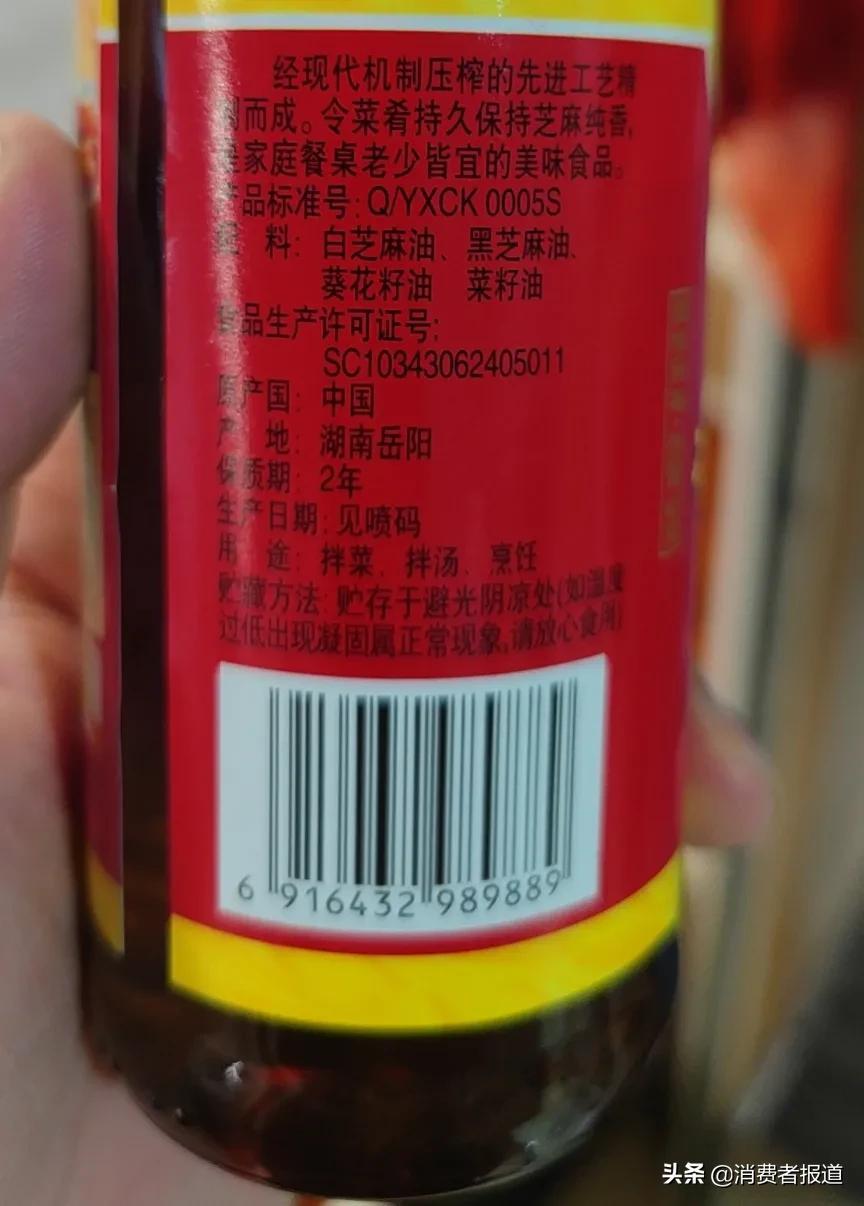 经现代机制压榨的先进工艺精
制而成。令菜肴持久保持芝麻纯香,
是家庭餐桌老少皆宜的美味食品。
产品标准号: Q/YXCK 0005S
配 料: 白芝麻油、黑芝麻油、
葵花籽油 菜籽油
食品生产许可证号:
SC10343062405011
原产国: 中国
产 地: 湖南岳阳
保质期: 2年
生产日期: 见喷码
用 途: 拌菜、拌汤、烹饪
贮藏方法: 贮存于避光阴凉处(如温度
过低出现凝固属正常现象,请放心食用)
6 916432 989889
头条 @消费者报道